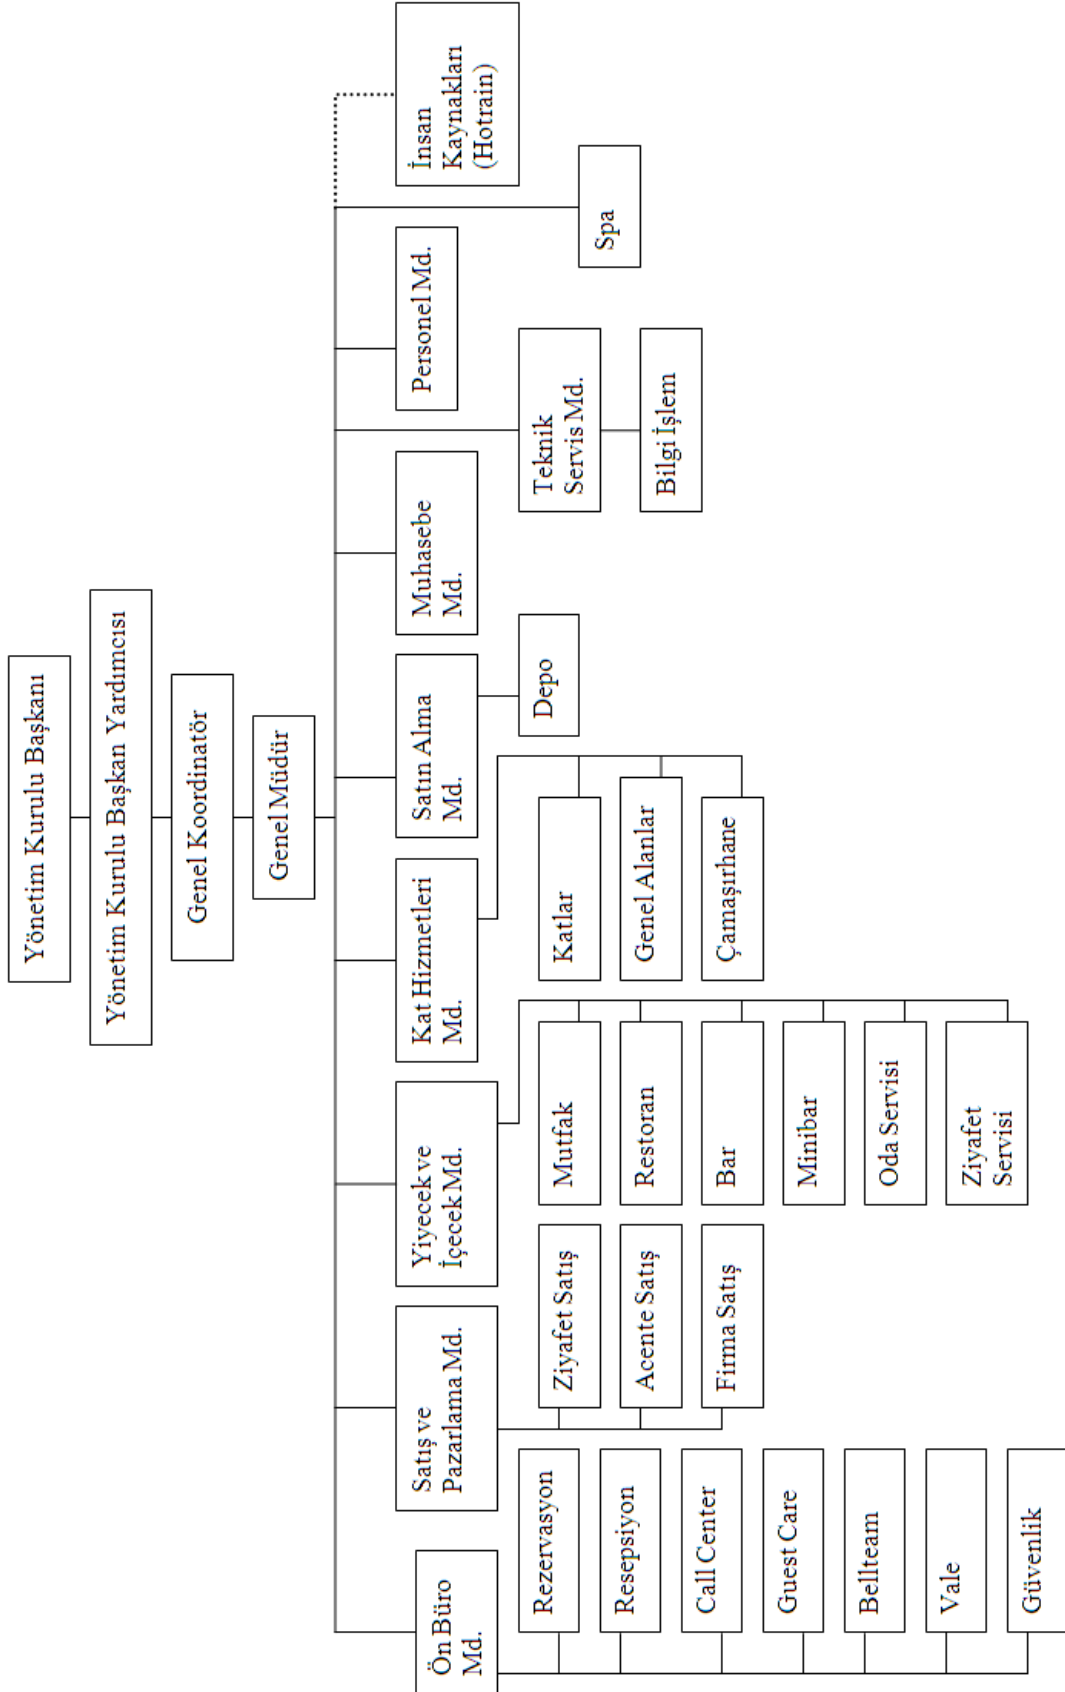 Yönetim Kurulu Başkanı
Yönetim Kurulu Başkan Yardımcısı
Genel Koordinatör
Genel Müdür
Ön Büro
Md.
Satış ve
Pazarlama Md.
Yiyecek ve
İçecek Md.
Kat Hizmetleri
Md.
Satın Alma
Md.
Muhasebe
Md.
Personel Md.
İnsan
Kaynakları
(Hotrain)
Rezervasyon
Resepsiyon
Call Center
Guest Care
Bellteam
Vale
Güvenlik
Ziyafet Satış
Acente Satış
Firma Satış
Mutfak
Restoran
Bar
Minibar
Oda Servisi
Ziyafet
Servisi
Katlar
Genel Alanlar
Çamaşırhane
Depo
Teknik
Servis Md.
Bilgi İşlem
Spa